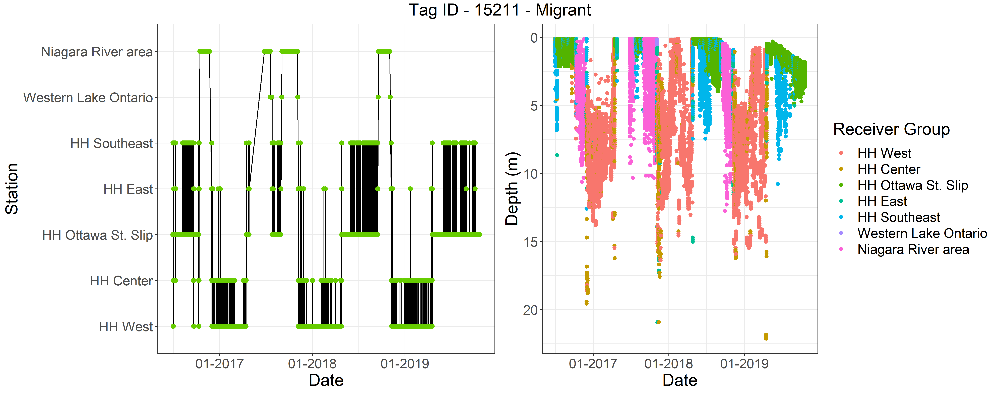 Tag ID - 15211 - Migrant
Station
Niagara River area
Western Lake Ontario
HH Southeast
HH East
HH Ottawa St. Slip
HH Center
HH West
01-2017
01-2018
01-2019
Date
Depth (m)
0
5
10
15
20
01-2017
01-2018
01-2019
Date
Receiver Group
HH West
HH Center
HH Ottawa St. Slip
HH East
HH Southeast
Western Lake Ontario
Niagara River area